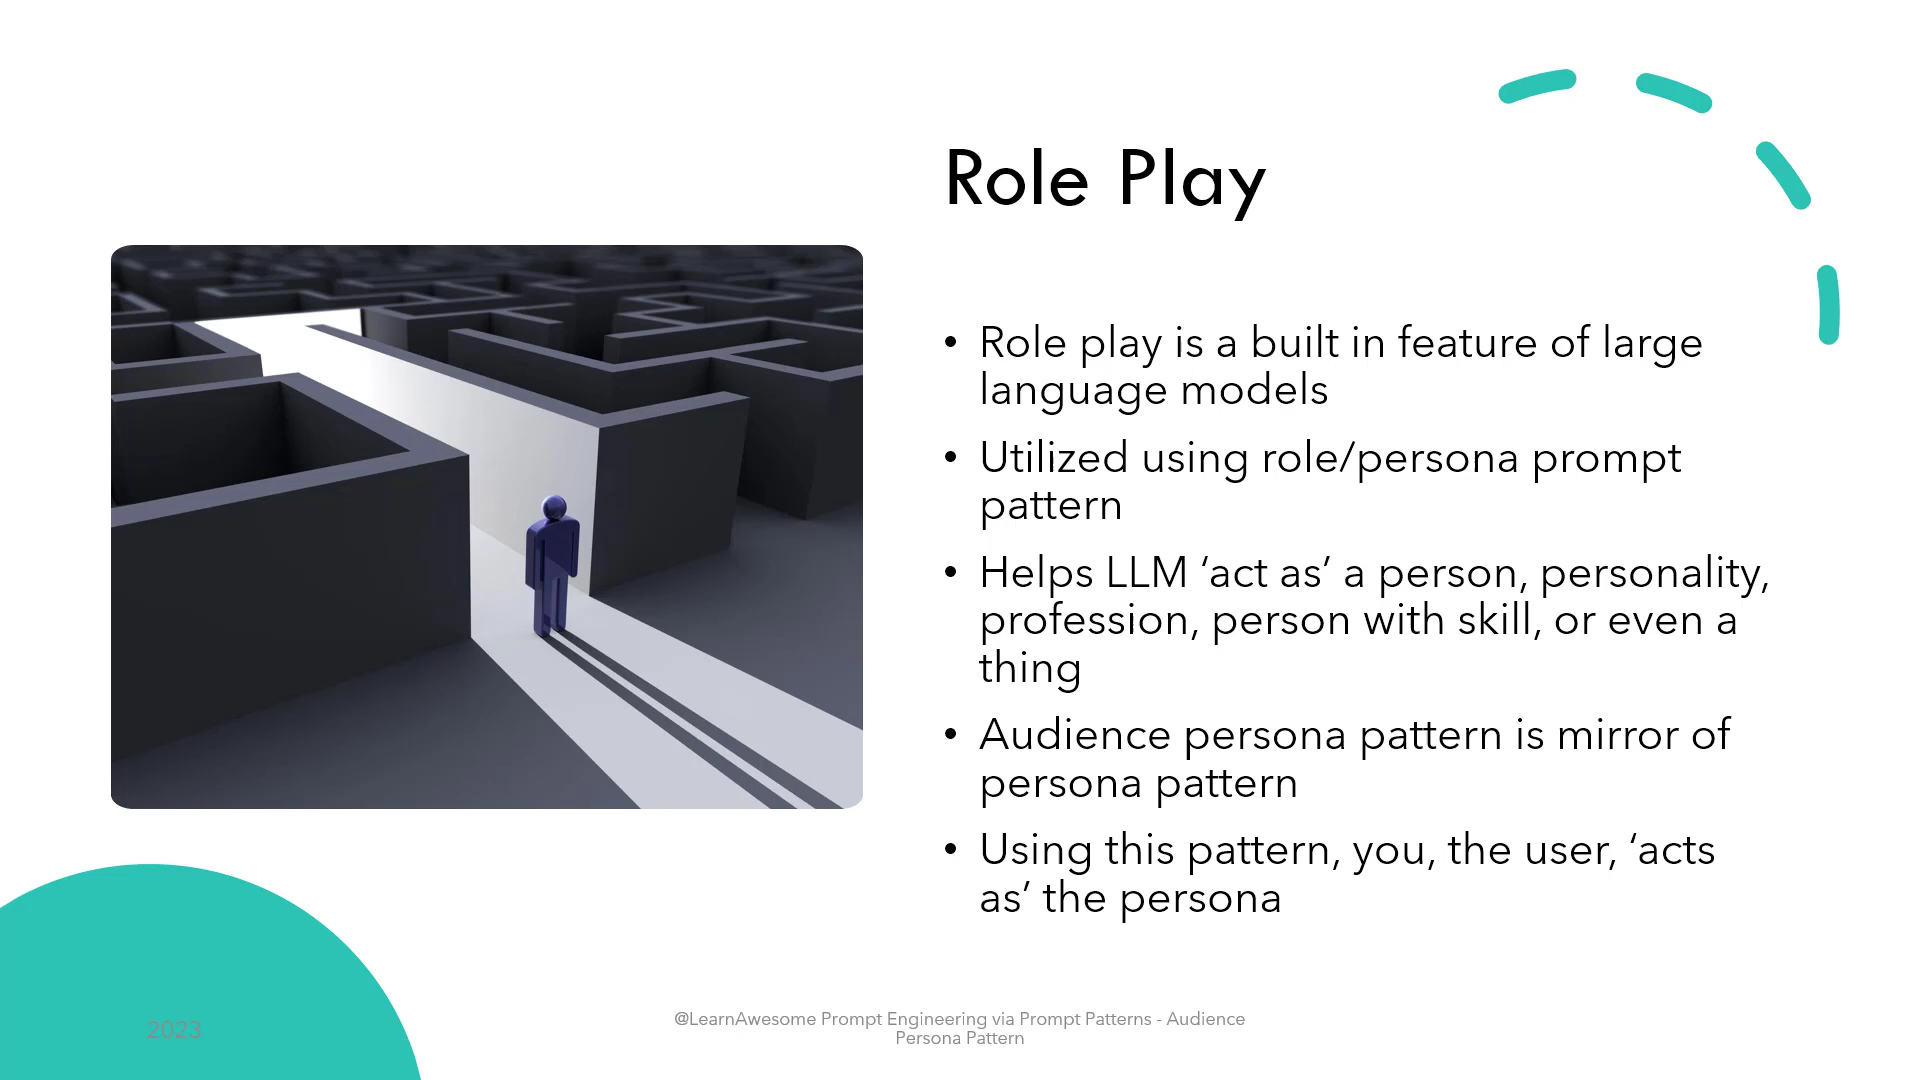 Role Play
• Role play is a built in feature of large
language models
• Utilized using role/persona prompt
pattern
• Helps LLM ‘act as’ a person, personality,
profession, person with skill, or even a
thing
• Audience persona pattern is mirror of
persona pattern
• Using this pattern, you, the user, ‘acts
as’ the persona
2023
@LearnAwesome Prompt Engineering via Prompt Patterns - Audience
Persona Pattern